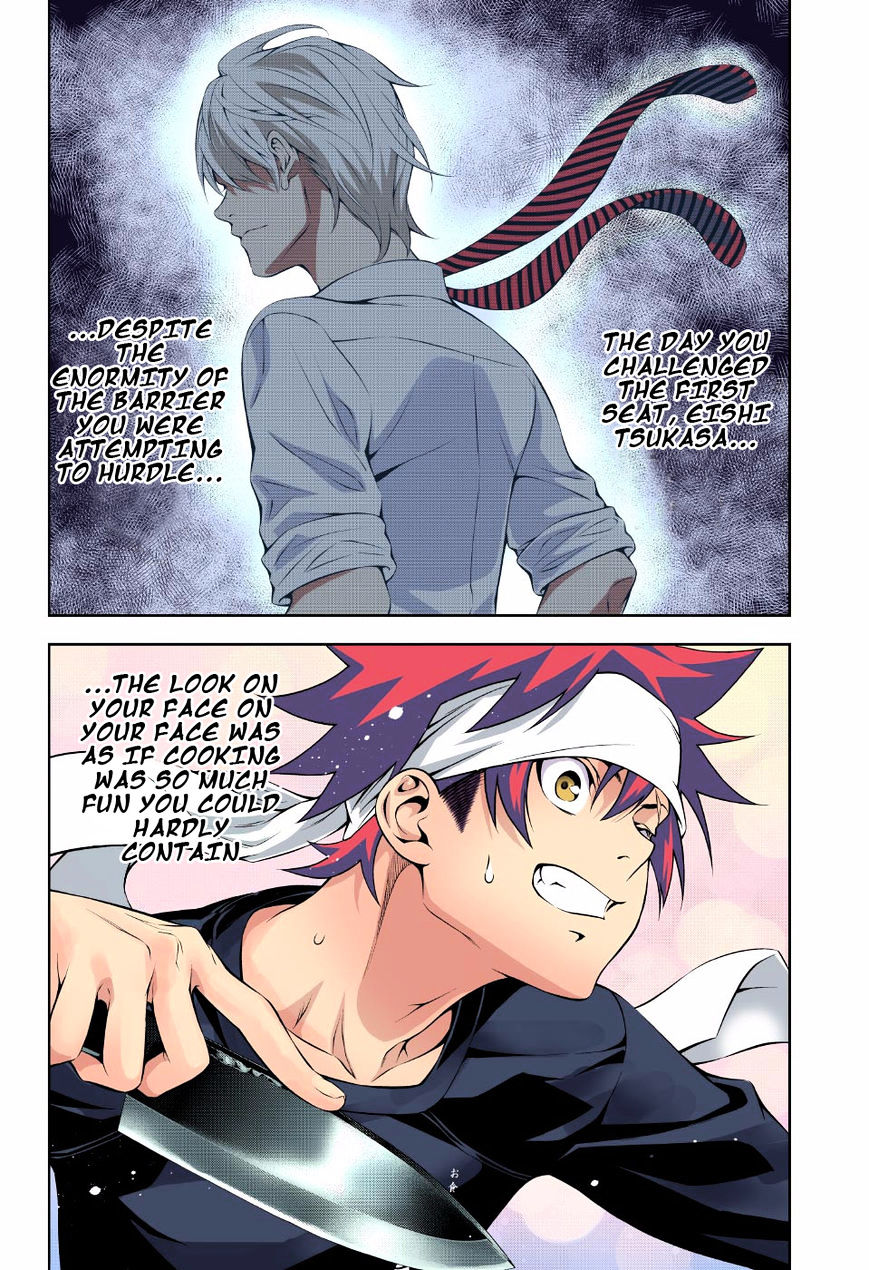 THE DAY YOU
CHALLENGED
THE FIRST
SEAT, EISHI
TSUKASA...
...DESPITE
THE
ENORMITY OF
THE BARRIER
YOU WERE
ATTEMPTING
TO HURDLE...
...THE LOOK ON
YOUR FACE ON
YOUR FACE WAS
AS IF COOKING
WAS SO MUCH
FUN YOU COULD
HARDLY
CONTAIN
お
食